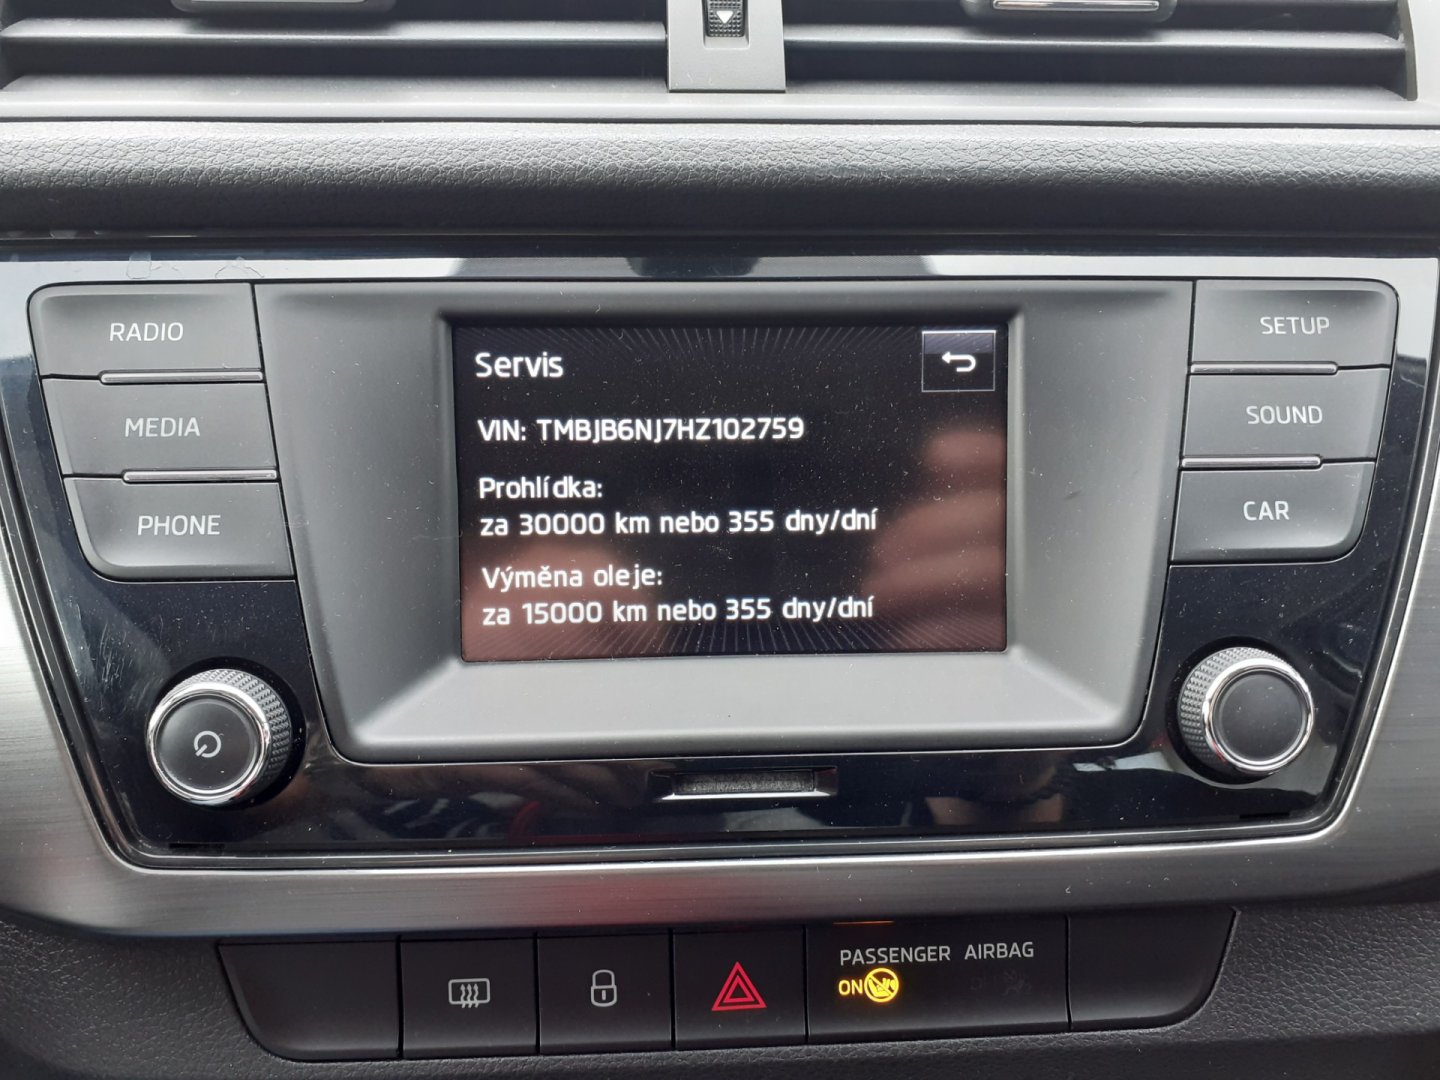 RADIO
MEDIA
PHONE
Servis
VIN: TMBJB6NJ7HZ102759
Prohlídka:
za 30000 km nebo 355 dny/dní
Výměna oleje:
za 15000 km nebo 355 dny/dní
SETUP
SOUND
CAR
PASSENGER AIRBAG
ON